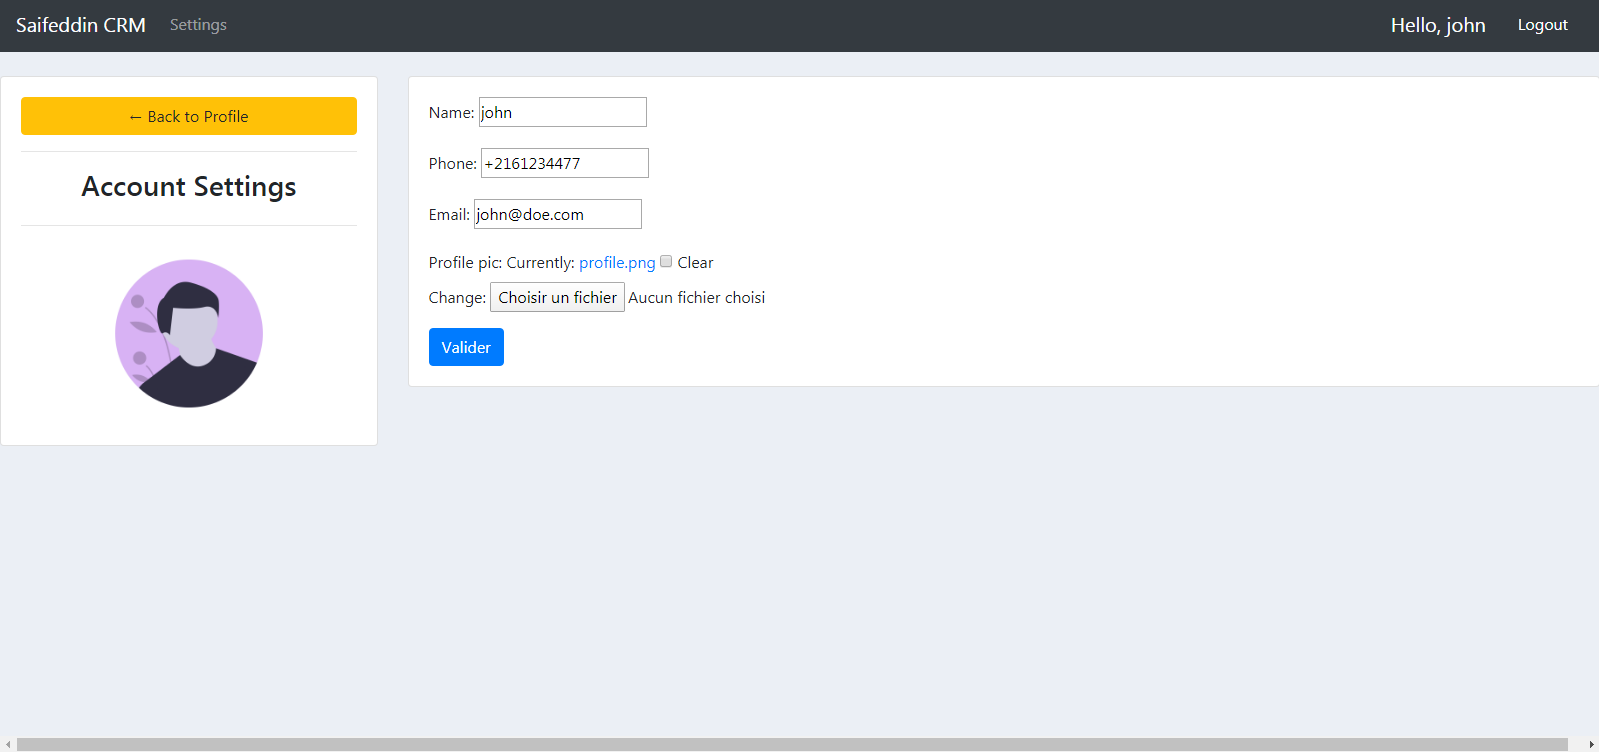 Saifeddin CRM Settings Hello, john Logout
← Back to Profile
Account Settings
Name: john
Phone: +2161234477
Email: john@doe.com
Profile pic: Currently: profile.png Clear
Change: Choisir un fichier Aucun fichier choisi
Valider